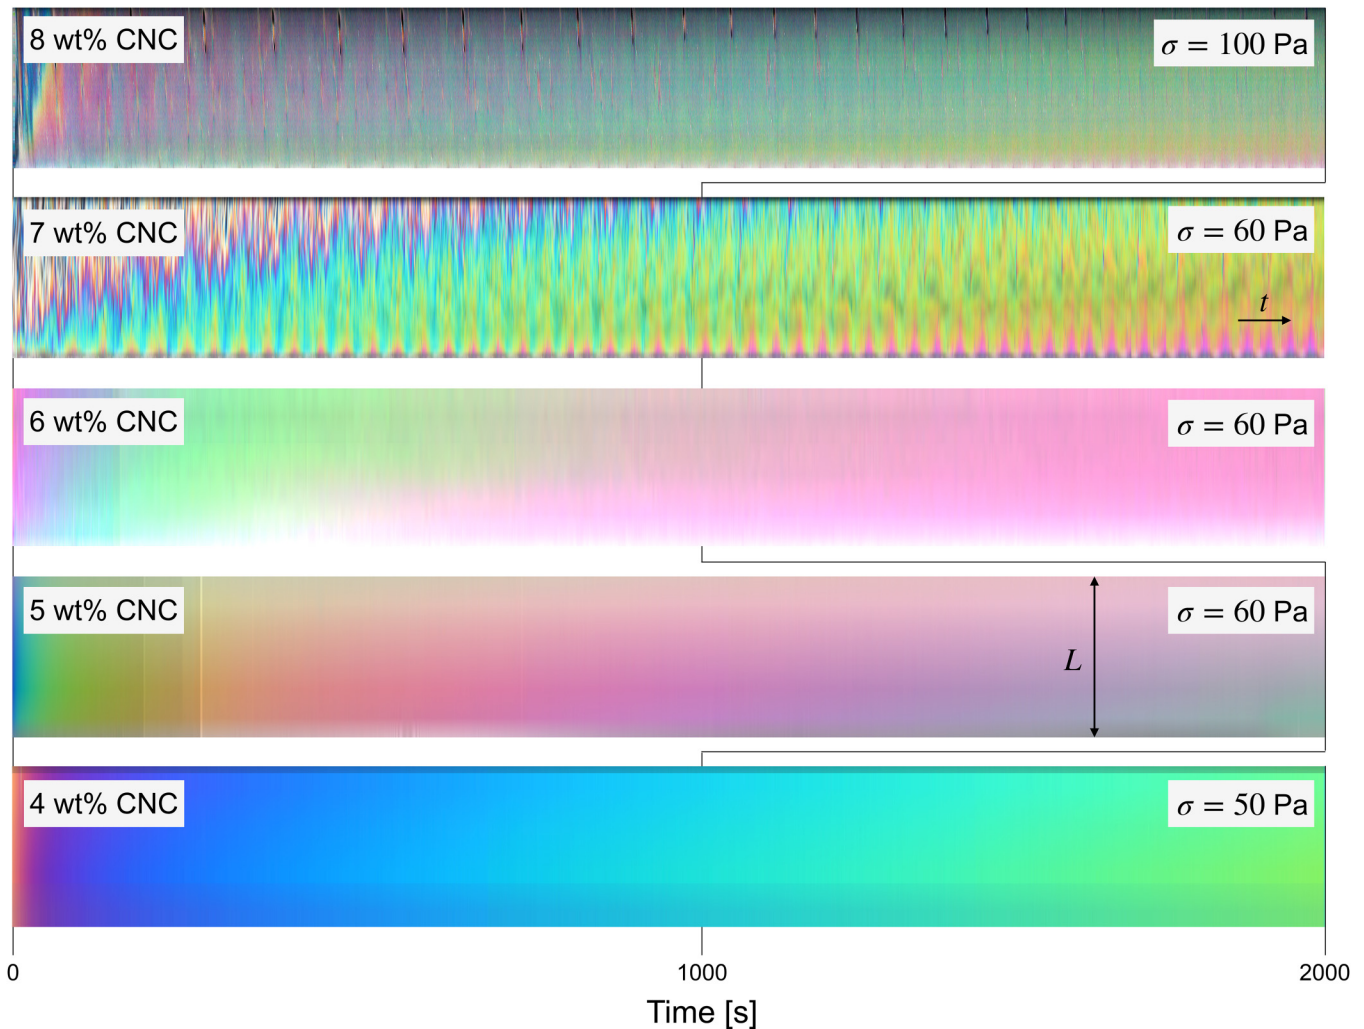 8 wt% CNC
σ = 100 Pa
7 wt% CNC
σ = 60 Pa
t
6 wt% CNC
σ = 60 Pa
5 wt% CNC
σ = 60 Pa
L
4 wt% CNC
σ = 50 Pa
0 1000 2000
Time [s]